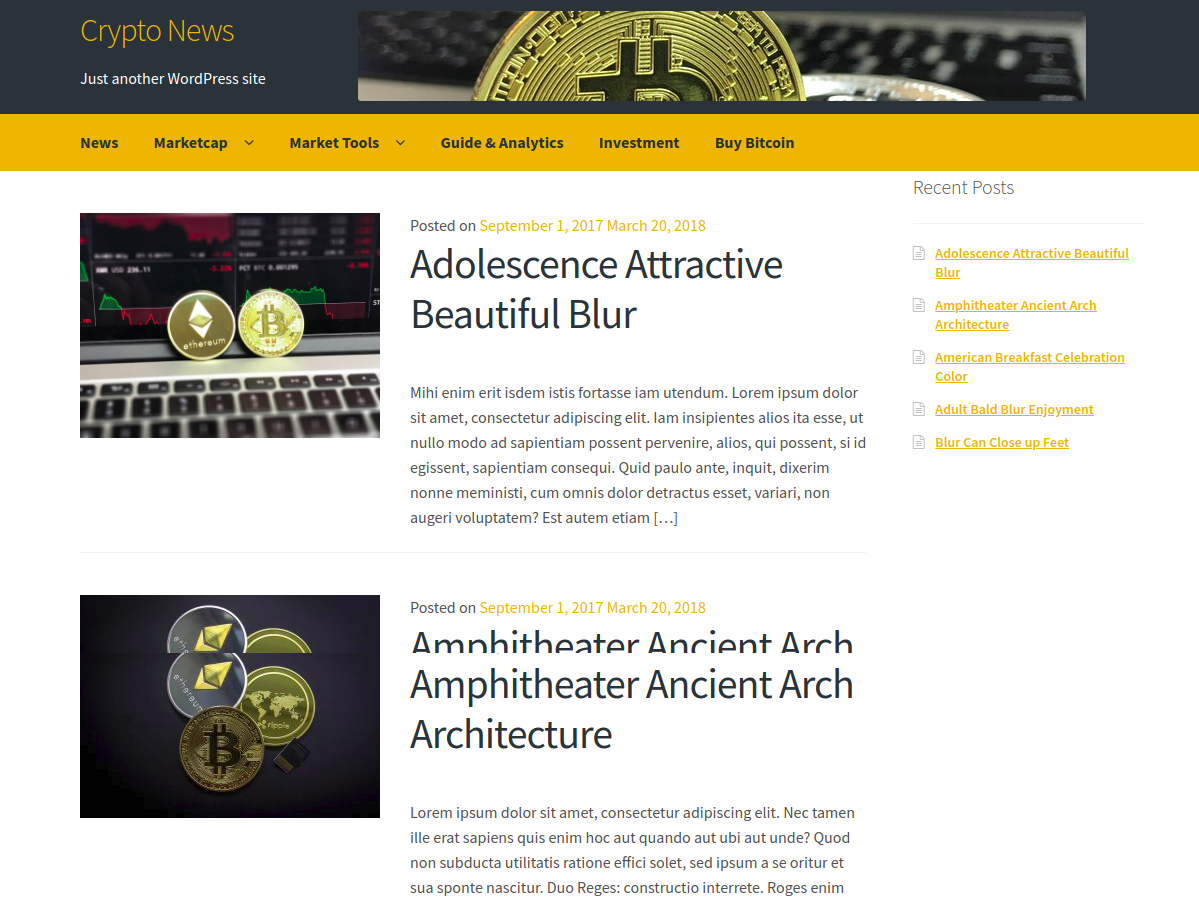 Crypto News
Just another WordPress site
News Marketcap Market Tools Guide & Analytics Investment Buy Bitcoin
Posted on September 1, 2017 March 20, 2018
Adolescence Attractive
Beautiful Blur
Mihi enim erit isdem istis fortasse iam utendum. Lorem ipsum dolor
sit amet, consectetur adipiscing elit. Iam insipientes alios ita esse, ut
nullo modo ad sapientiam possent pervenire, alios, qui possent, si id
egissent, sapientiam consequi. Quid paulo ante, inquit, dixerim
nonne meministi, cum omnis dolor detractus esset, variari, non
augeri voluptatem? Est autem etiam […]
ethereum
Posted on September 1, 2017 March 20, 2018
Amphitheater Ancient Arch
Amphitheater Ancient Arch
Architecture
Lorem ipsum dolor sit amet, consectetur adipiscing elit. Nec tamen
ille erat sapiens quis enim hoc aut quando aut ubi aut unde? Quod
non subducta utilitatis ratione effici solet, sed ipsum a se oritur et
sua sponte nascitur. Duo Reges: constructio interrete. Roges enim
ethereum
ripple
Recent Posts
Adolescence Attractive Beautiful
Blur
Amphitheater Ancient Arch
Architecture
American Breakfast Celebration
Color
Adult Bald Blur Enjoyment
Blur Can Close up Feet